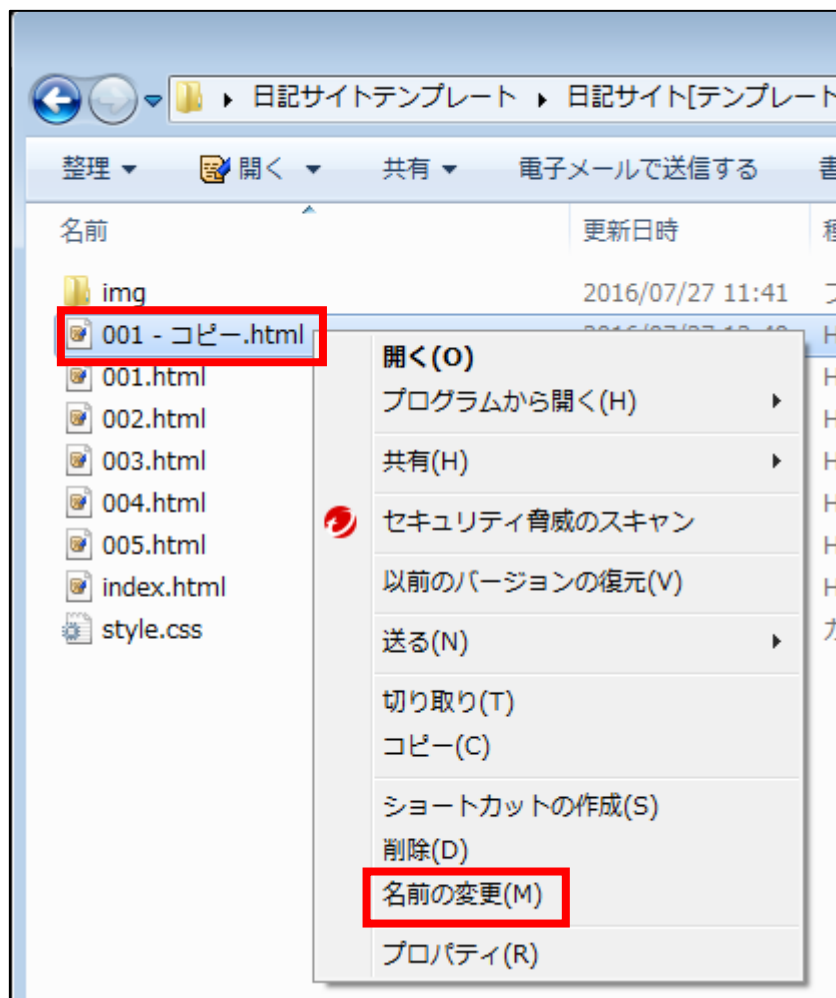 日記サイトテンプレート 日記サイト[テンプレート
整理 開く 共有 電子メールで送信する
名前 更新日時
img 2016/07/27 11:41
001 - コピー.html
001.html
002.html
003.html
004.html
005.html
index.html
style.css
開く(O)
プログラムから開く(H)
共有(H)
セキュリティ脅威のスキャン
以前のバージョンの復元(V)
送る(N)
切り取り(T)
コピー(C)
ショートカットの作成(S)
削除(D)
名前の変更(M)
プロパティ(R)